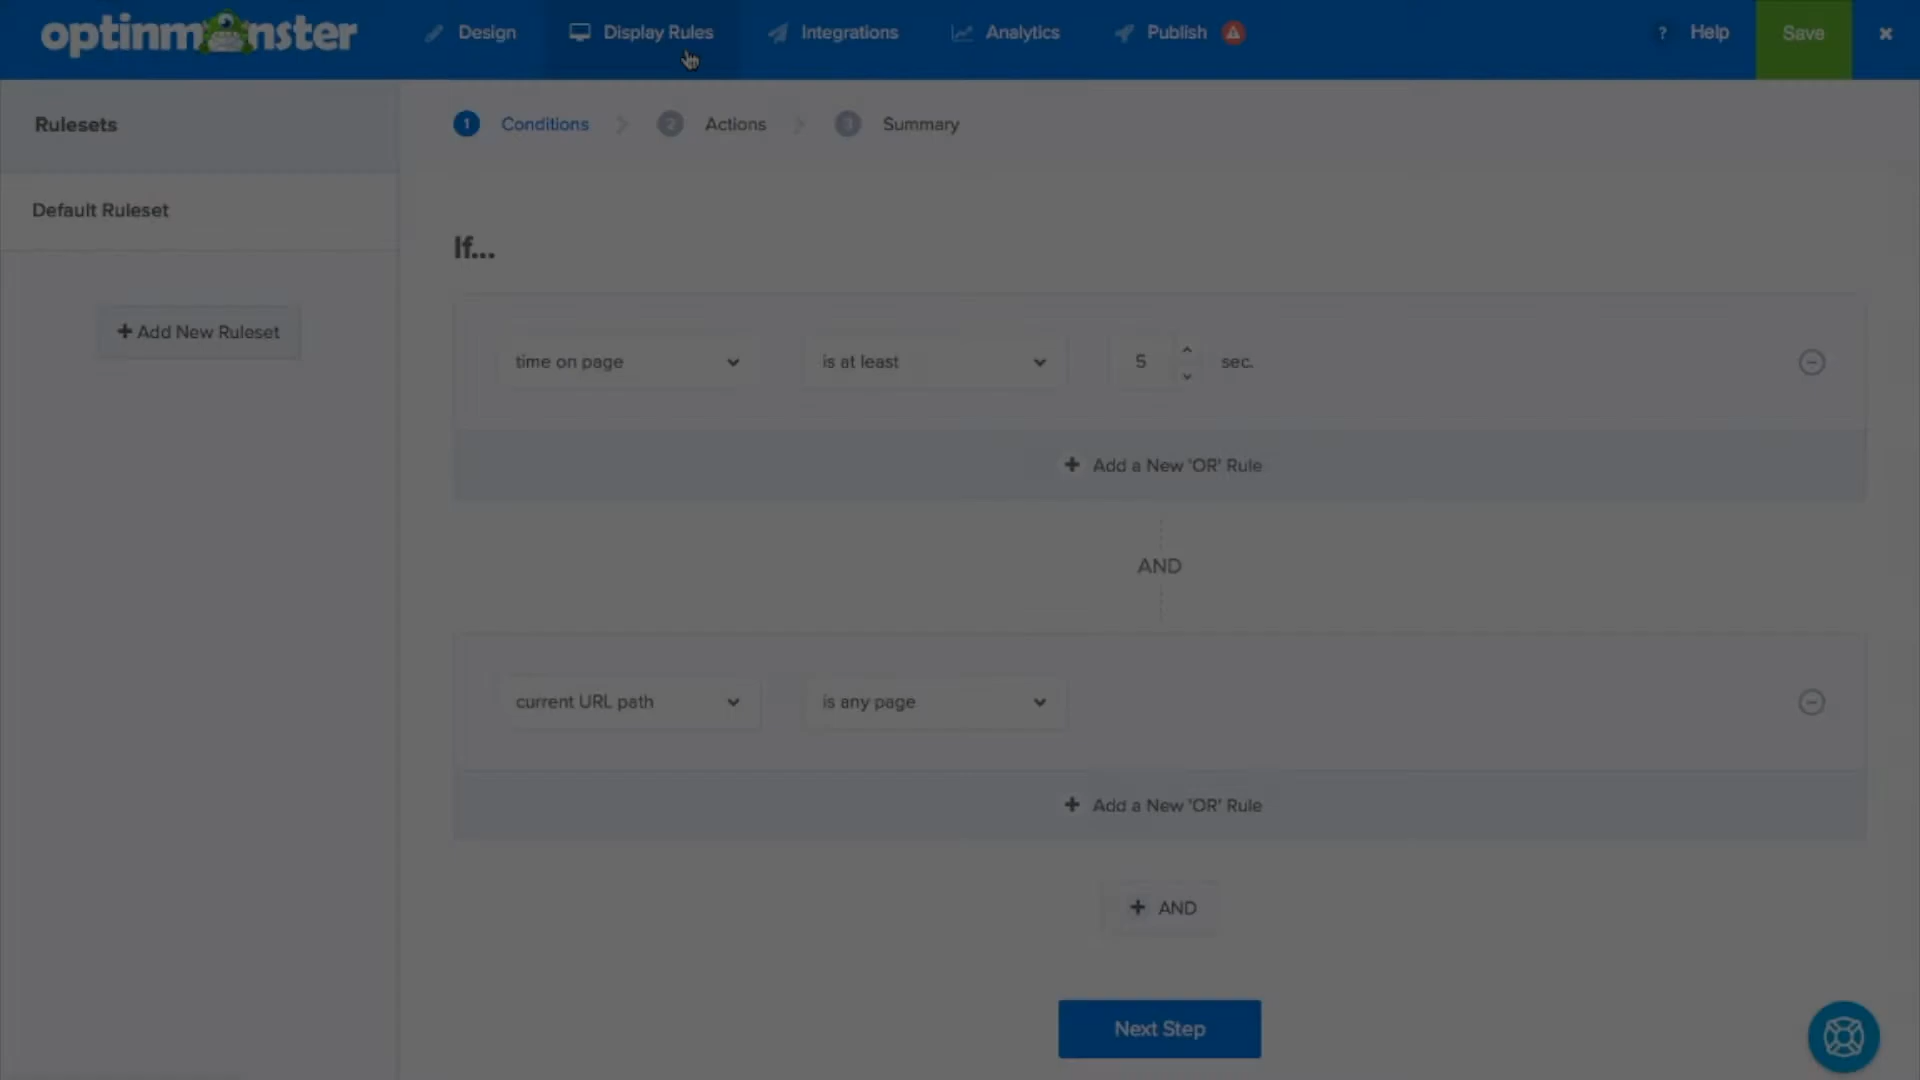 optinmonster
Design
Display Rules
Integrations
Analytics
Publish
? Help
Save
Rulesets
1 Conditions
2 Actions
3 Summary
Default Ruleset
+ Add New Ruleset
If...
time on page
is at least
5
sec.
+ Add a New 'OR' Rule
AND
current URL path
is any page
+ Add a New 'OR' Rule
+ AND
Next Step